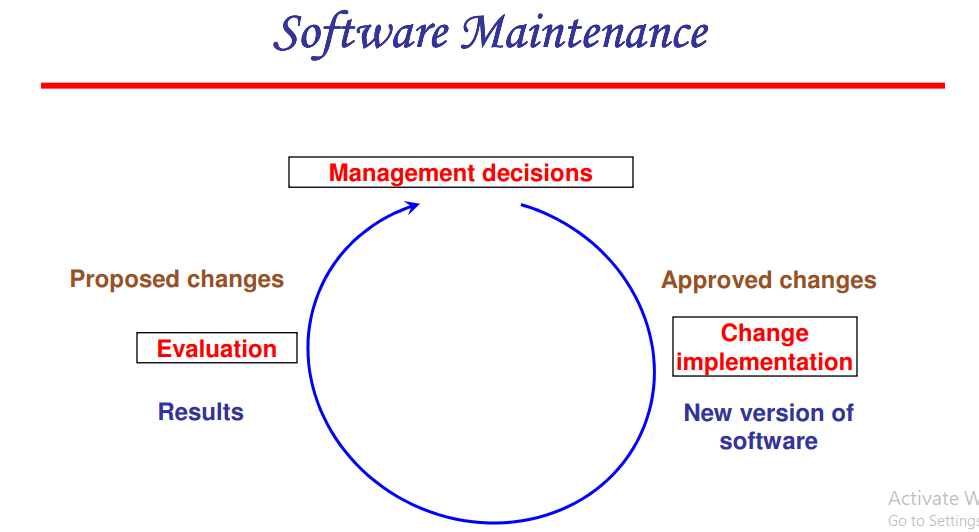 Software Maintenance
Management decisions
Proposed changes
Approved changes
Evaluation
Change
implementation
Results
New version of
software
Activate W
Go to Settings